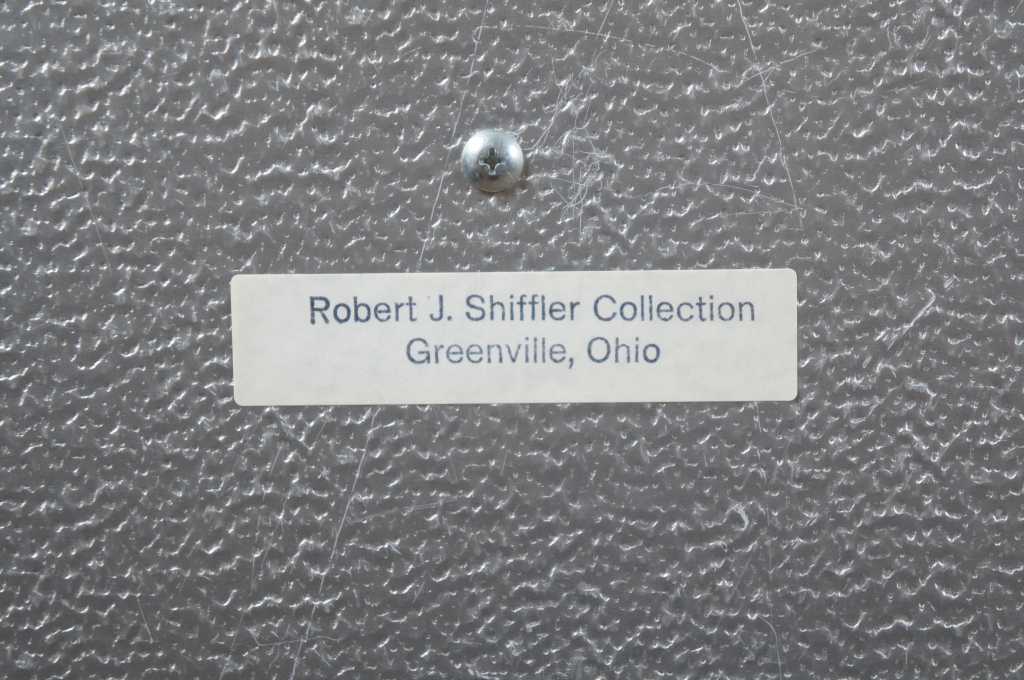 Robert J. Shiffler Collection
Greenville, Ohio